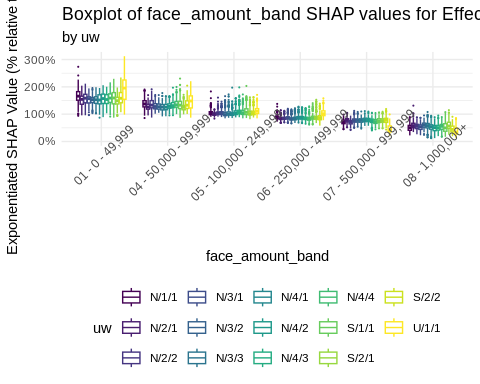 Boxplot of face_amount_band SHAP values for Effec
by uw
Exponentiated SHAP Value (% relative t
300%
200%
100%
0%
01 - 0 - 49,999
04 - 50,000 - 99,999
05 - 100,000 - 249,999
06 - 250,000 - 499,999
07 - 500,000 - 999,999
08 - 1,000,000+
face_amount_band
uw
N/1/1 N/3/1 N/4/1 N/4/4 S/2/2
N/2/1 N/3/2 N/4/2 S/1/1 U/1/1
N/2/2 N/3/3 N/4/3 S/2/1